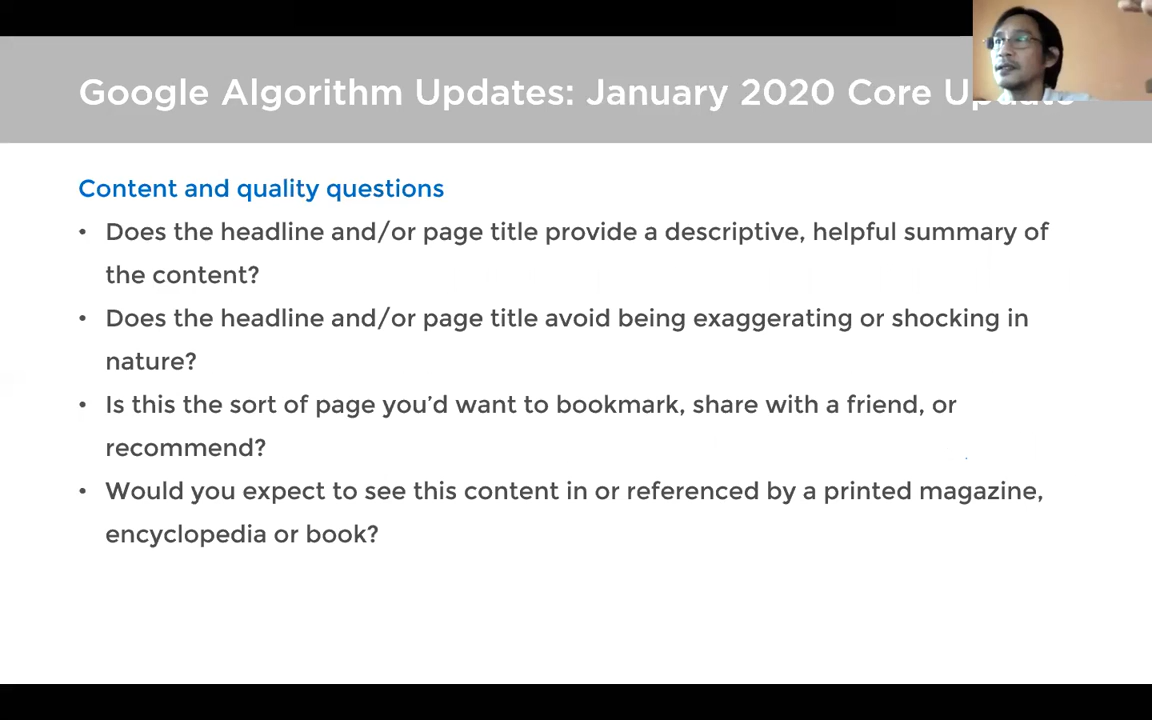 Google Algorithm Updates: January 2020 Core Update
Content and quality questions
• Does the headline and/or page title provide a descriptive, helpful summary of
the content?
• Does the headline and/or page title avoid being exaggerating or shocking in
nature?
• Is this the sort of page you’d want to bookmark, share with a friend, or
recommend?
• Would you expect to see this content in or referenced by a printed magazine,
encyclopedia or book?